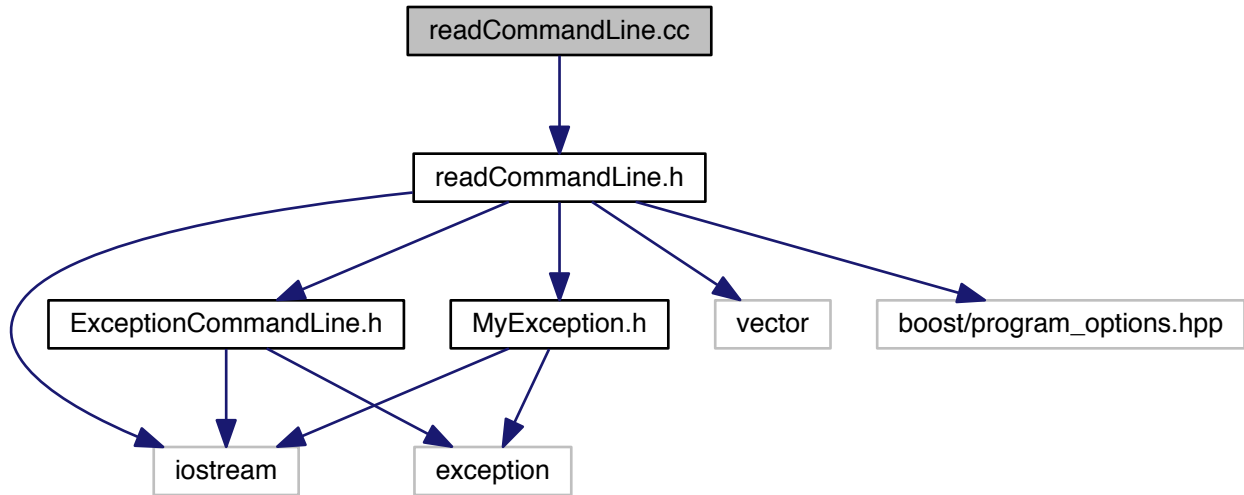 readCommandLine.cc
readCommandLine.h
ExceptionCommandLine.h
MyException.h
vector
boost/program_options.hpp
iostream
exception